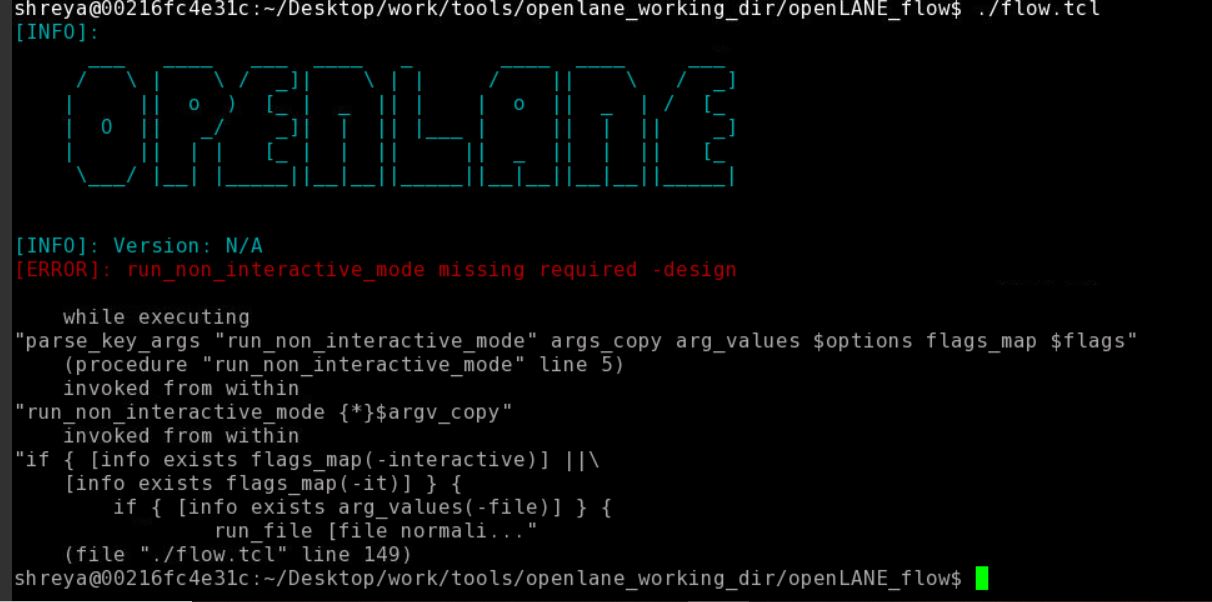 shreya@00216fc4e31c:~/Desktop/work/tools/openlane_working_dir/openLANE_flow$ ./flow.tcl
[INFO]:
OPENLANE
[INFO]: Version: N/A
[ERROR]: run_non_interactive_mode missing required -design
    while executing
"parse_key_args "run_non_interactive_mode" args_copy arg_values $options flags_map $flags"
    (procedure "run_non_interactive_mode" line 5)
    invoked from within
"run_non_interactive_mode {*}$argv_copy"
    invoked from within
"if { [info exists flags_map(-interactive)] ||\
    [info exists flags_map(-it)] } {
        if { [info exists arg_values(-file)] } {
                run_file [file normali..."
    (file "./flow.tcl" line 149)
shreya@00216fc4e31c:~/Desktop/work/tools/openlane_working_dir/openLANE_flow$